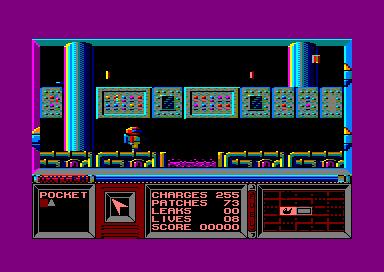 POCKET
CHARGES 255
PATCHES 73
LEAKS 00
LIVES 08
SCORE 00000